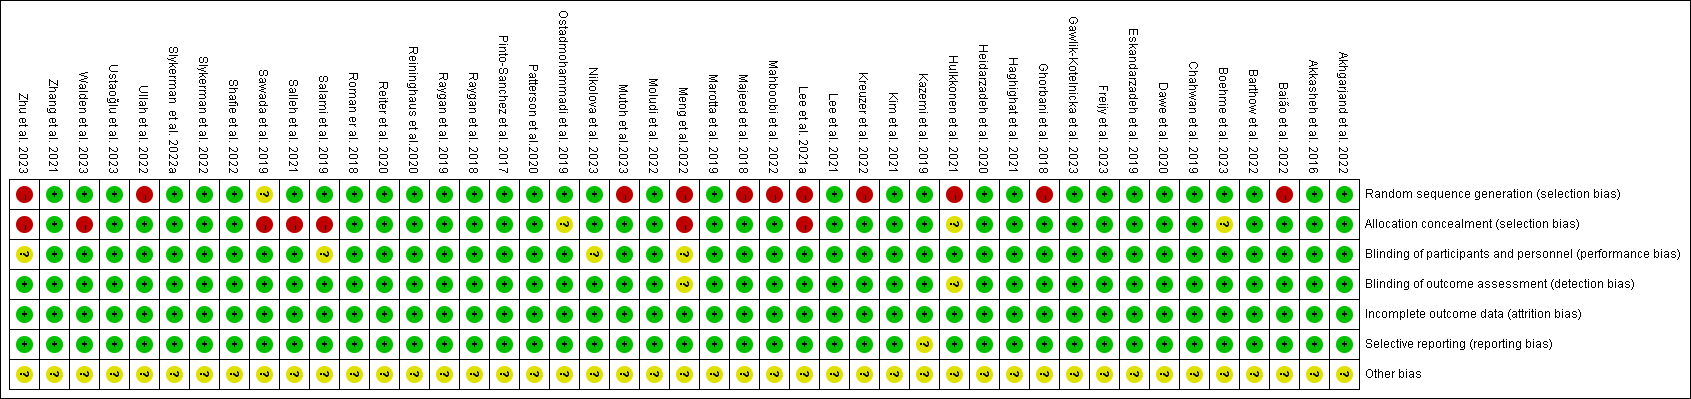 Zhu et al. 2023
Zhang et al. 2021
Walden et al. 2023
Ustaoğlu et al. 2023
Ullah et al. 2022
Slykerman et al. 2022a
Slykerman et al. 2022
Shafie et al. 2022
Sawada et al. 2019
Salleh et al. 2021
Salami et al. 2019
Roman et al. 2018
Reiter et al. 2020
Reininghaus et al.2020
Raygan et al. 2019
Raygan et al. 2018
Pinto-Sanchez et al. 2017
Patterson et al.2020
Ostadmohammadi et al. 2019
Nikolova et al. 2023
Mutoh et al.2023
Moludi et al. 2022
Meng et al.2022
Marotta et al. 2019
Majeed et al. 2018
Mahboobi et al. 2022
Lee et al. 2021a
Lee et al. 2021
Kreuzer et al. 2022
Kim et al. 2021
Kazemi et al. 2019
Hulkkonen et al. 2021
Heidarzadeh et al. 2020
Haghighat et al. 2021
Ghorbani et al. 2018
Gawlik-Kotelnicka et al. 2023
Freijy et al. 2023
Eskandarzadeh et al. 2019
Dawe et al. 2020
Chahwan et al. 2019
Boehme et al. 2023
Barthow et al. 2022
Baião et al. 2022
Akkasheh et al. 2016
Akhgarjand et al. 2022
- + + + - + + + ? + + + + + + + + + + + - + - + - - - + - + + - + + - + + + + + + + - + +
Random sequence generation (selection bias)
- + - + + + + + - - - + + + + + + + ? + + + - + + + - + + + + ? + + + + + + + + ? + + + +
Allocation concealment (selection bias)
? + + + + + + + + + ? + + + + + + + + ? + + ? + + + + + + + + + + + + + + + + + + + + + +
Blinding of participants and personnel (performance bias)
+ + + + + + + + + + + + + + + + + + + + + + ? + + + + + + + + ? + + + + + + + + + + + + +
Blinding of outcome assessment (detection bias)
+ + + + + + + + + + + + + + + + + + + + + + + + + + + + + + + + + + + + + + + + + + + + +
Incomplete outcome data (attrition bias)
+ + + + + + + + + + + + + + + + + + + + + + + + + + + + + + ? + + + + + + + + + + + + + +
Selective reporting (reporting bias)
? ? ? ? ? ? ? ? ? ? ? ? ? ? ? ? ? ? ? ? ? ? ? ? ? ? ? ? ? ? ? ? ? ? ? ? ? ? ? ? ? ? ? ? ?
Other bias